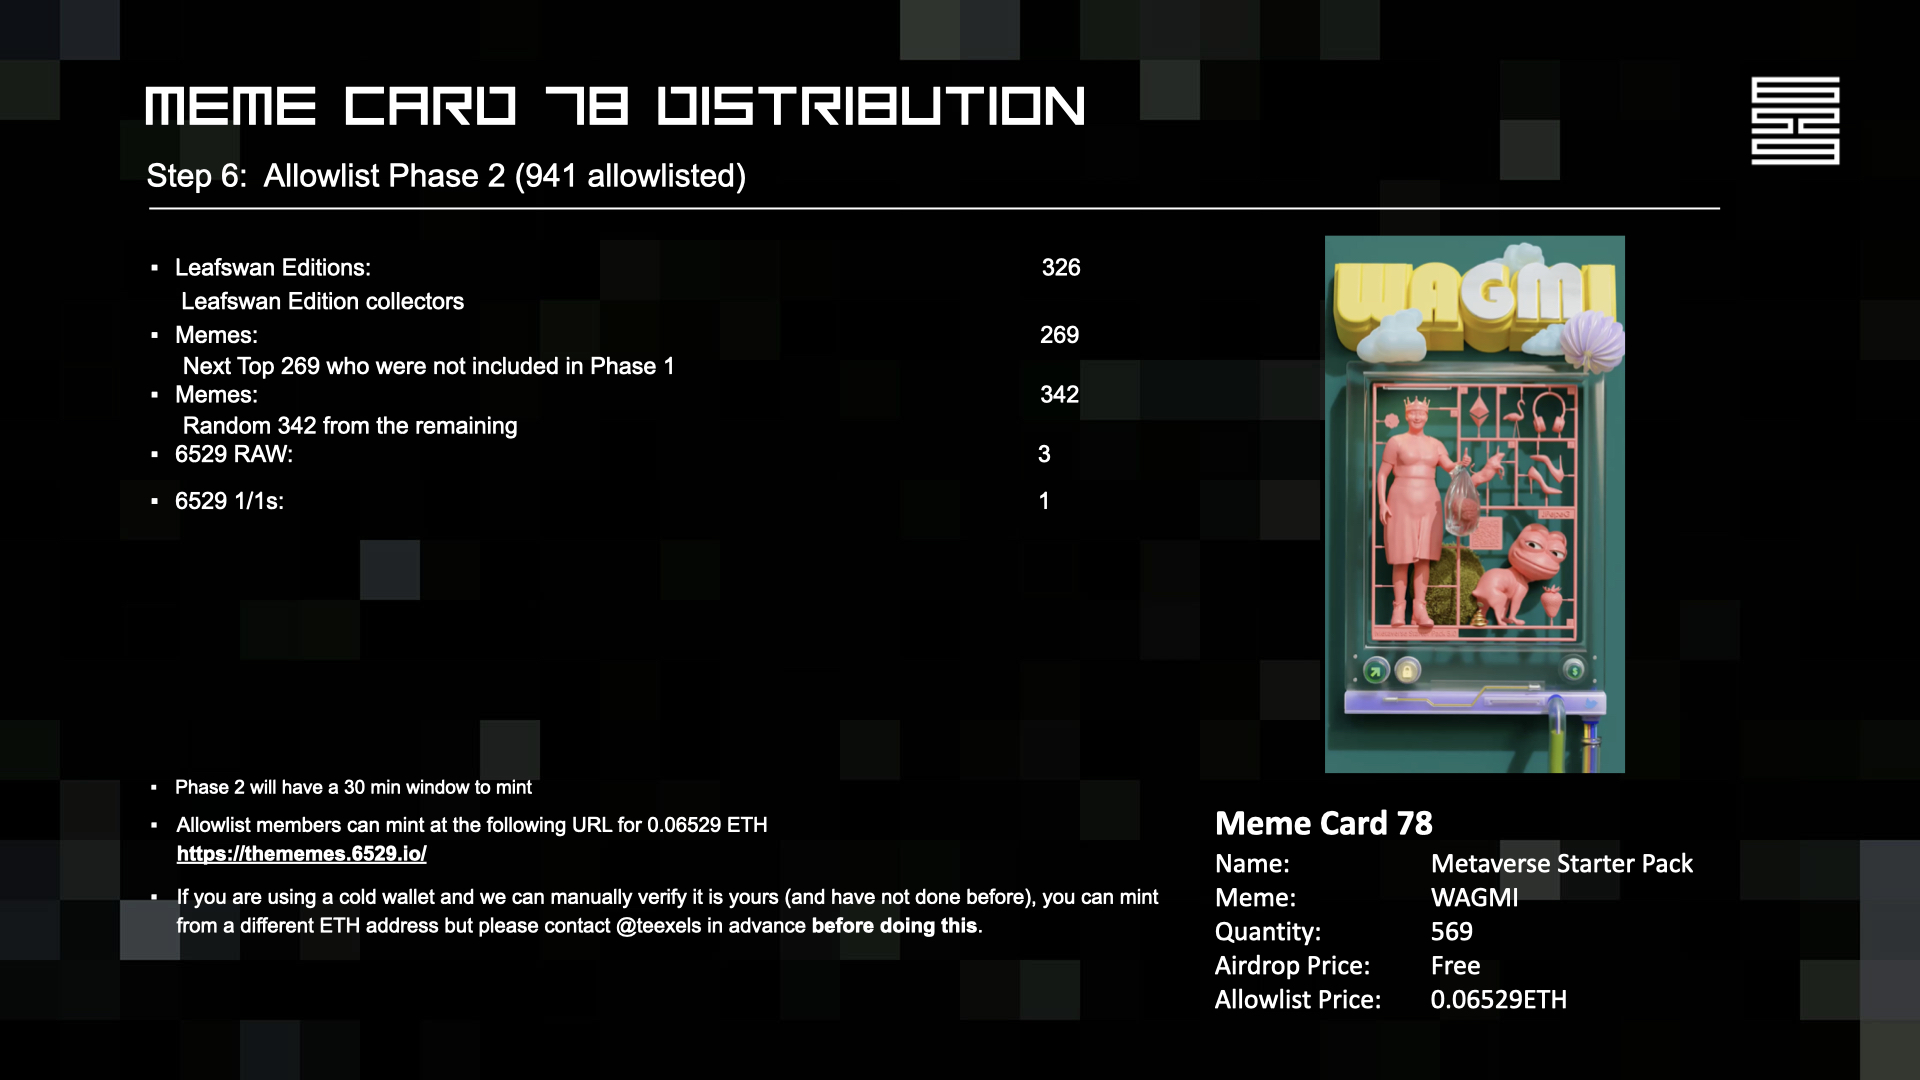 MEME CARD 78 DISTRIBUTION
Step 6:  Allowlist Phase 2 (941 allowlisted)
▪ Leafswan Editions: 326
Leafswan Edition collectors
▪ Memes: 269
Next Top 269 who were not included in Phase 1
▪ Memes: 342
Random 342 from the remaining
▪ 6529 RAW: 3
▪ 6529 1/1s: 1
WAGMI
▪ Phase 2 will have a 30 min window to mint
▪ Allowlist members can mint at the following URL for 0.06529 ETH
https://thememes.6529.io/
▪ If you are using a cold wallet and we can manually verify it is yours (and have not done before), you can mint
from a different ETH address but please contact @teexels in advance before doing this.
Meme Card 78
Name: Metaverse Starter Pack
Meme: WAGMI
Quantity: 569
Airdrop Price: Free
Allowlist Price: 0.06529ETH